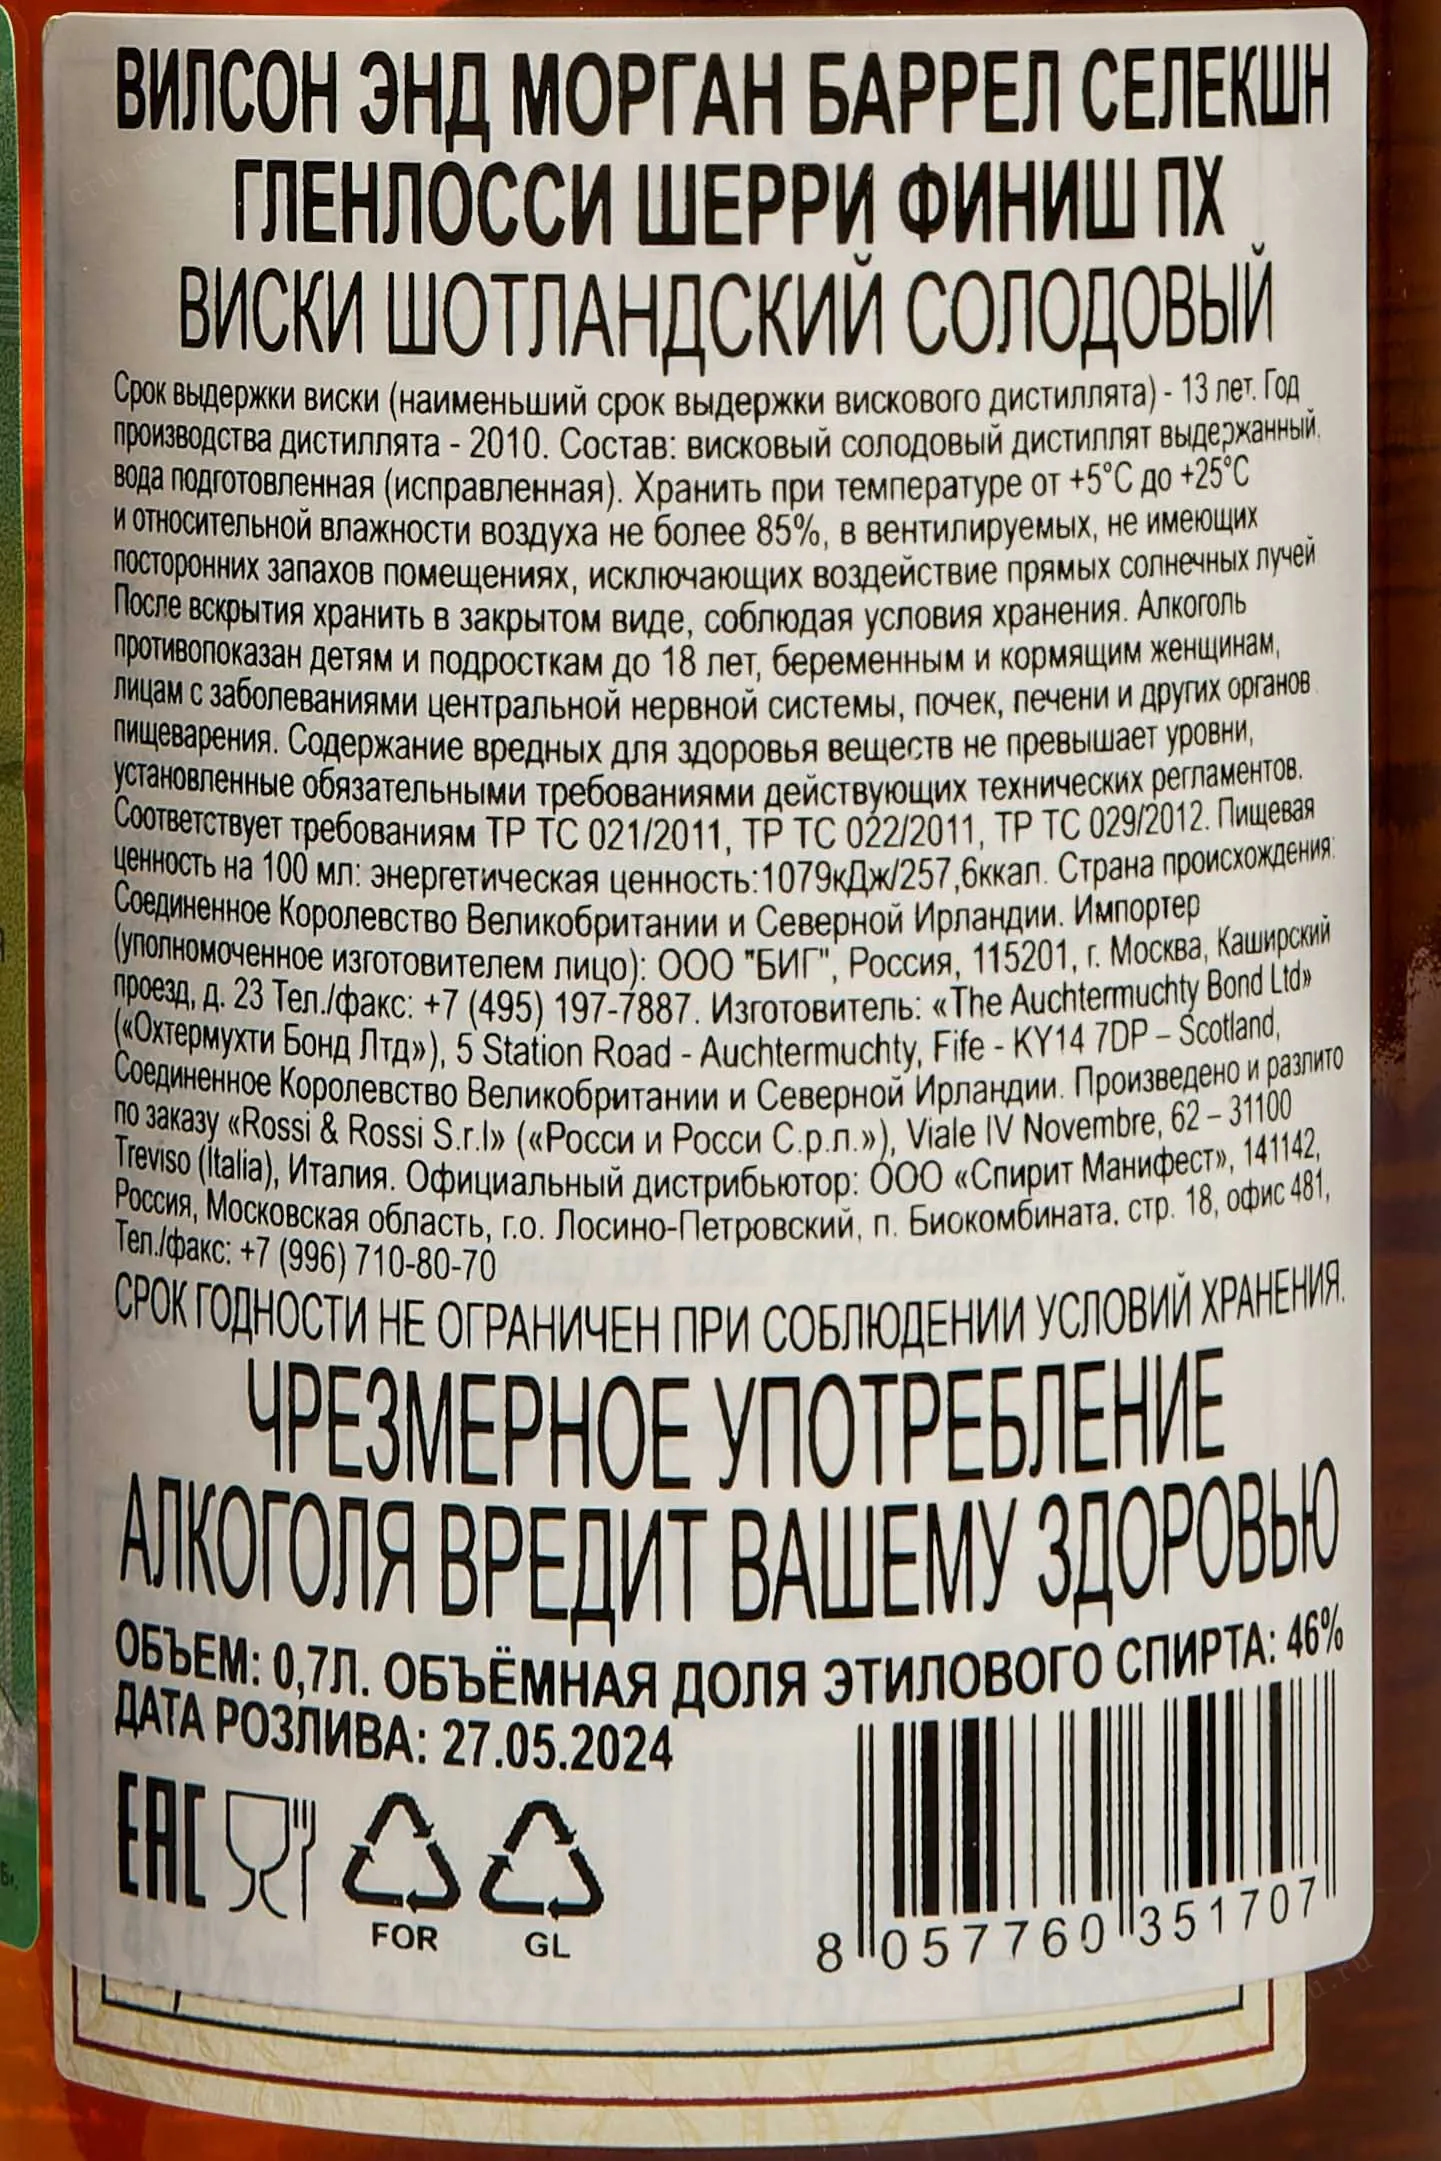 ВИЛСОН ЭНД МОРГАН БАРРЕЛ СЕЛЕКШН
ГЛЕНЛОССИ ШЕРРИ ФИНИШ ПХ
ВИСКИ ШОТЛАНДСКИЙ СОЛОДОВЫЙ
Срок выдержки виски (наименьший срок выдержки вискового дистиллята) - 13 лет. Год
производства дистиллята - 2010. Состав: висковый солодовый дистиллят выдержанный,
вода подготовленная (исправленная). Хранить при температуре от +5°С до +25°С
и относительной влажности воздуха не более 85%, в вентилируемых, не имеющих
посторонних запахов помещениях, исключающих воздействие прямых солнечных лучей
После вскрытия хранить в закрытом виде, соблюдая условия хранения. Алкоголь
противопоказан детям и подросткам до 18 лет, беременным и кормящим женщинам,
лицам с заболеваниями центральной нервной системы, почек, печени и других органов
пищеварения. Содержание вредных для здоровья веществ не превышает уровни,
установленные обязательными требованиями действующих технических регламентов.
Соответствует требованиям ТР ТС 021/2011, ТР ТС 022/2011, ТР ТС 029/2012. Пищевая
ценность на 100 мл: энергетическая ценность:1079кДж/257,6ккал. Страна происхождения:
Соединенное Королевство Великобритании и Северной Ирландии. Импортер
(уполномоченное изготовителем лицо): ООО "БИГ", Россия, 115201, г. Москва, Каширский
проезд, д. 23 Тел./факс: +7 (495) 197-7887. Изготовитель: «The Auchtermuchty Bond Ltd»
(«Охтермухти Бонд Лтд»), 5 Station Road - Auchtermuchty, Fife - KY14 7DP – Scotland,
Соединенное Королевство Великобритании и Северной Ирландии. Произведено и разлито
по заказу «Rossi & Rossi S.r.l» («Росси и Росси С.р.л.»), Viale IV Novembre, 62 – 31100
Treviso (Italia), Италия. Официальный дистрибьютор: ООО «Спирит Манифест», 141142,
Россия, Московская область, г.о. Лосино-Петровский, п. Биокомбината, стр. 18, офис 481,
Тел./факс: +7 (996) 710-80-70
СРОК ГОДНОСТИ НЕ ОГРАНИЧЕН ПРИ СОБЛЮДЕНИИ УСЛОВИЙ ХРАНЕНИЯ.
ЧРЕЗМЕРНОЕ УПОТРЕБЛЕНИЕ
АЛКОГОЛЯ ВРЕДИТ ВАШЕМУ ЗДОРОВЬЮ
ОБЪЕМ: 0,7Л. ОБЪЁМНАЯ ДОЛЯ ЭТИЛОВОГО СПИРТА: 46%
ДАТА РОЗЛИВА: 27.05.2024
EAC
FOR GL
8 057760 351707